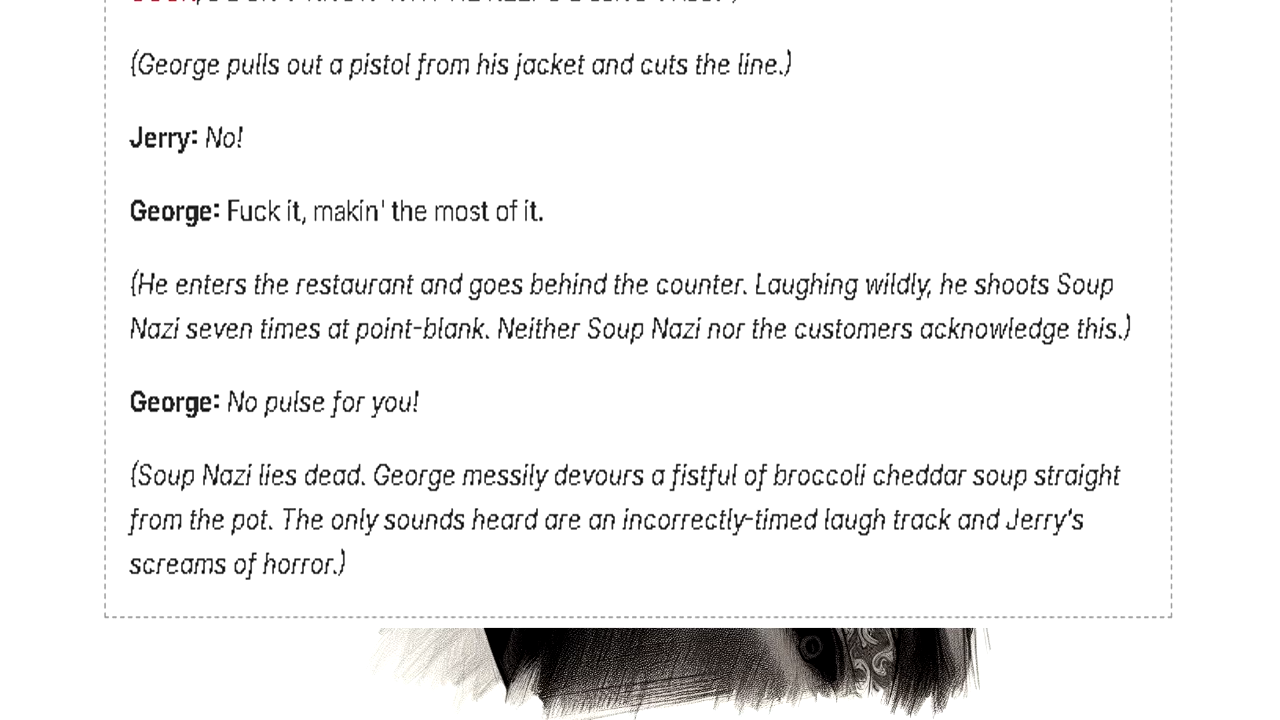 (George pulls out a pistol from his jacket and cuts the line.)
Jerry: No!
George: Fuck it, makin' the most of it.
(He enters the restaurant and goes behind the counter. Laughing wildly, he shoots Soup
Nazi seven times at point-blank. Neither Soup Nazi nor the customers acknowledge this.)
George: No pulse for you!
(Soup Nazi lies dead. George messily devours a fistful of broccoli cheddar soup straight
from the pot. The only sounds heard are an incorrectly-timed laugh track and Jerry's
screams of horror.)